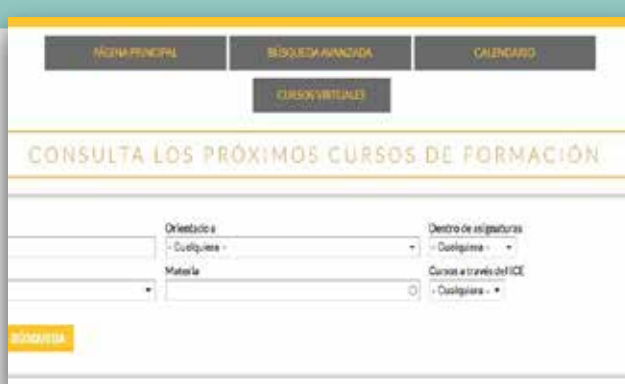 PÁGINA PRINCIPAL BÚSQUEDA AVANZADA CALENDARIO
CURSOS VIRTUALES
CONSULTA LOS PRÓXIMOS CURSOS DE FORMACIÓN
Orientado a Dentro de asignaturas
- Cualquiera - - Cualquiera -
Materia Cursos a través del ICE
- Cualquiera -
BÚSQUEDA